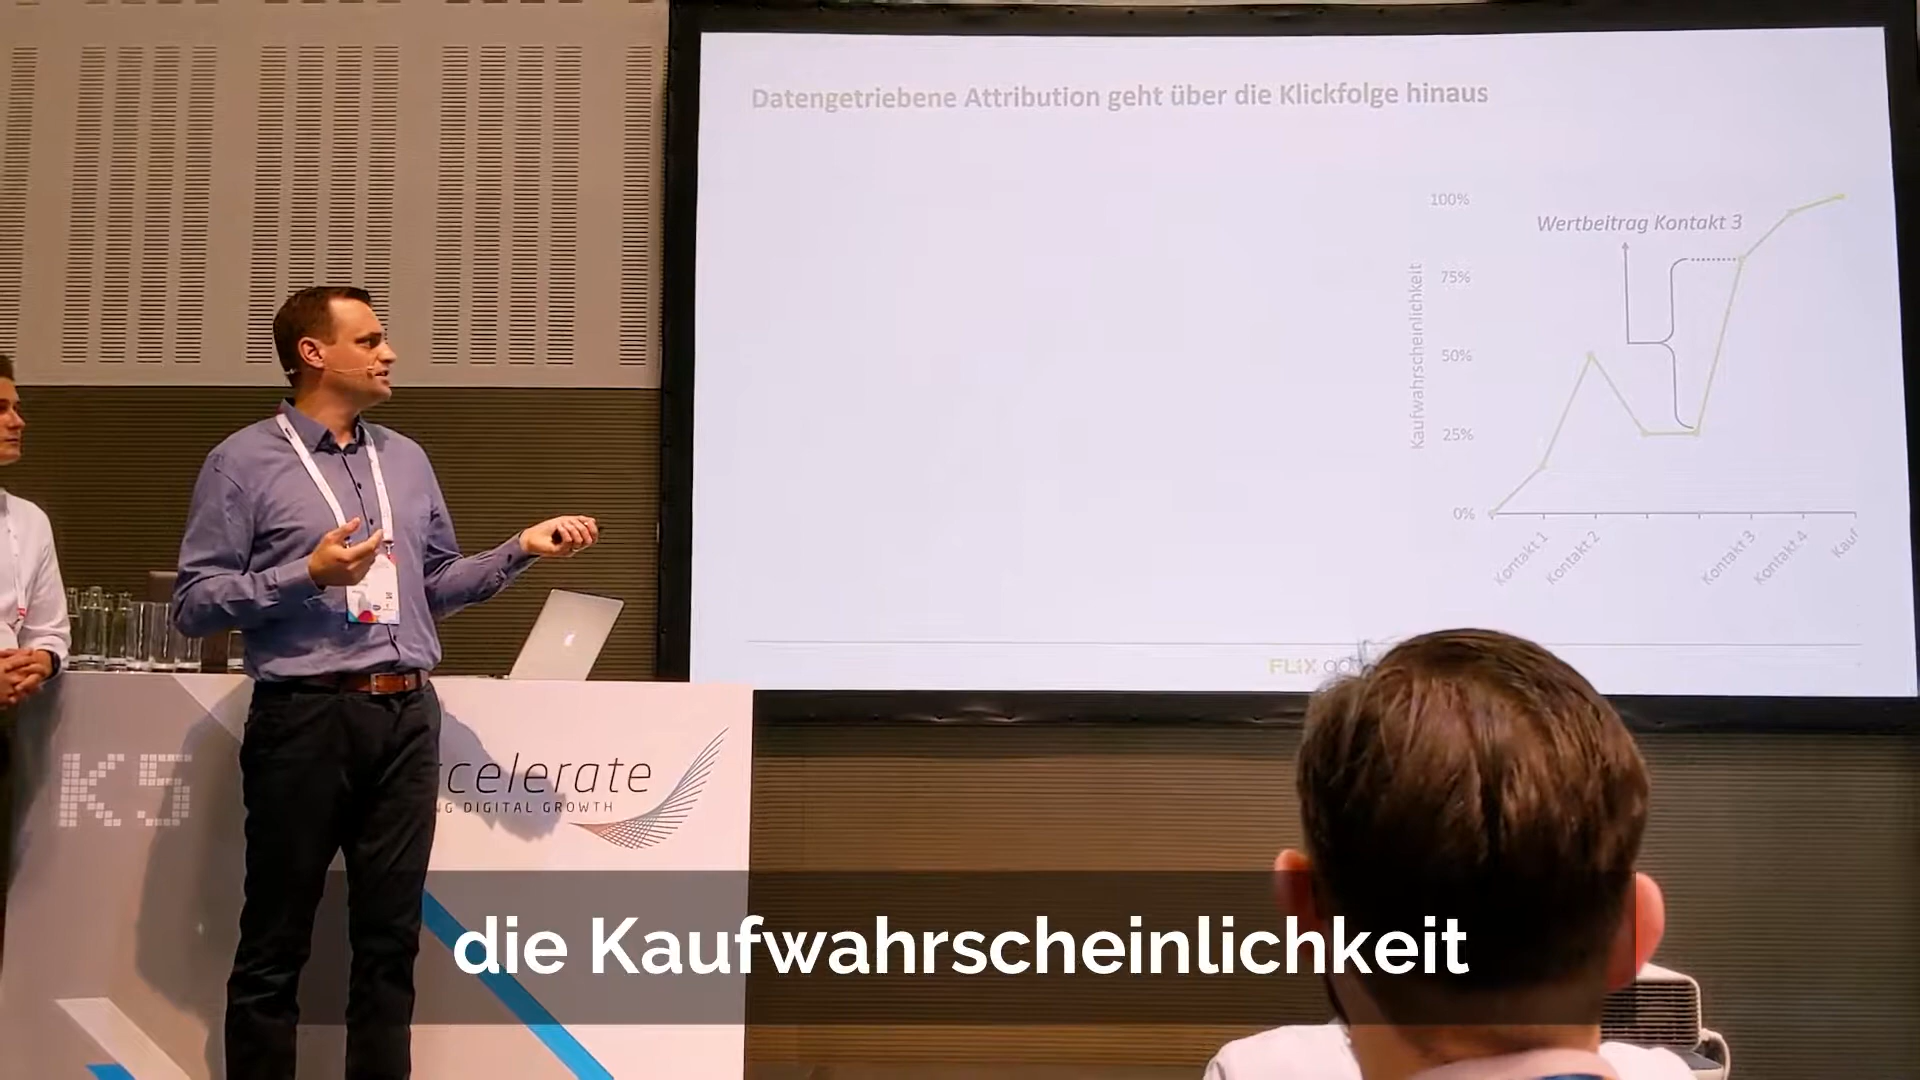 Datengetriebene Attribution geht über die Klickfolge hinaus
Wertbeitrag Kontakt 3
Kaufwahrscheinlichkeit
100%
75%
50%
25%
0%
Kontakt 1
Kontakt 2
Kontakt 3
Kontakt 4
Kauf
FLiX
K5
celerate
NG DIGITAL GROWTH
die Kaufwahrscheinlichkeit